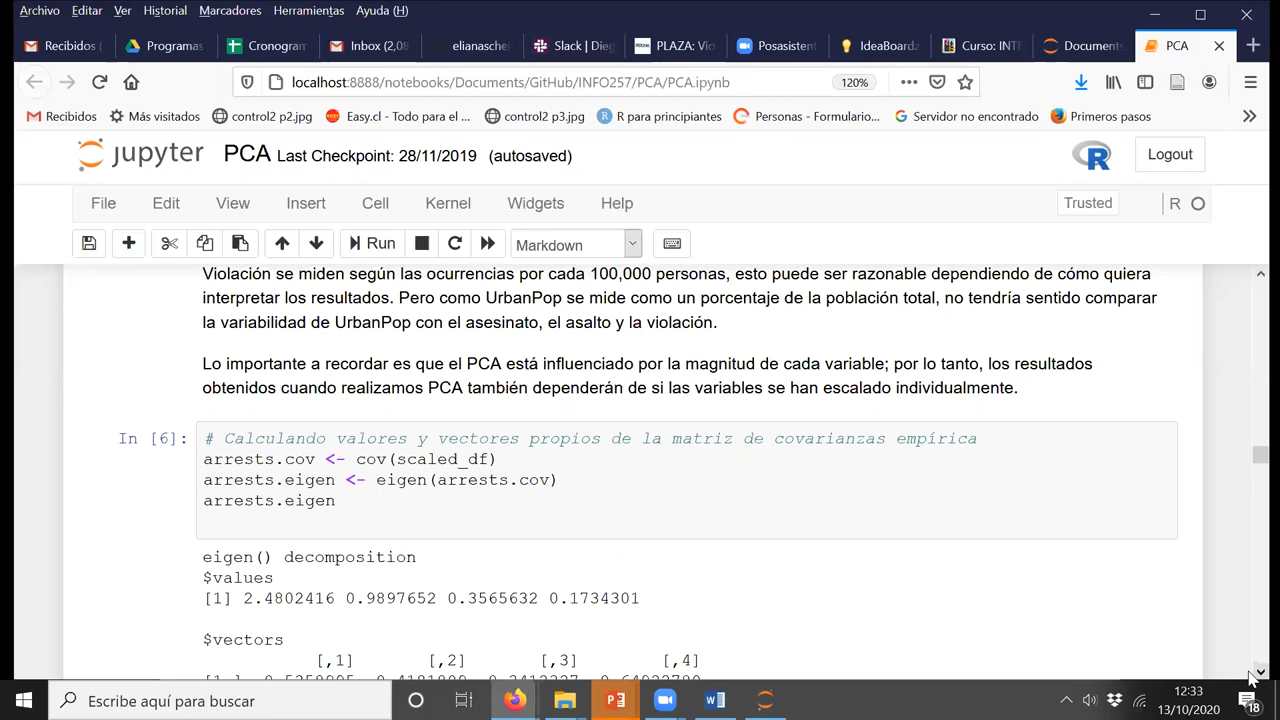 Archivo Editar Ver Historial Marcadores Herramientas Ayuda (H)
Recibidos ( Programas Cronogram Inbox (2,08 elianaschei Slack | Dieg PLAZA: Vid Posasistent IdeaBoardz Curso: INTI Documents PCA
localhost:8888/notebooks/Documents/GitHub/INFO257/PCA/PCA.ipynb 120%
Recibidos Más visitados control2 p2.jpg Easy.cl - Todo para el ... control2 p3.jpg R para principiantes Personas - Formulario... Servidor no encontrado Primeros pasos
jupyter PCA Last Checkpoint: 28/11/2019 (autosaved) R Logout
File Edit View Insert Cell Kernel Widgets Help Trusted R
Run Markdown
Violación se miden según las ocurrencias por cada 100,000 personas, esto puede ser razonable dependiendo de cómo quiera
interpretar los resultados. Pero como UrbanPop se mide como un porcentaje de la población total, no tendría sentido comparar
la variabilidad de UrbanPop con el asesinato, el asalto y la violación.
Lo importante a recordar es que el PCA está influenciado por la magnitud de cada variable; por lo tanto, los resultados
obtenidos cuando realizamos PCA también dependerán de si las variables se han escalado individualmente.
In [6]: # Calculando valores y vectores propios de la matriz de covarianzas empírica
arrests.cov <- cov(scaled_df)
arrests.eigen <- eigen(arrests.cov)
arrests.eigen
eigen() decomposition
$values
[1] 2.4802416 0.9897652 0.3565632 0.1734301
$vectors
[,1] [,2] [,3] [,4]
Escribe aquí para buscar
12:33
13/10/2020
18